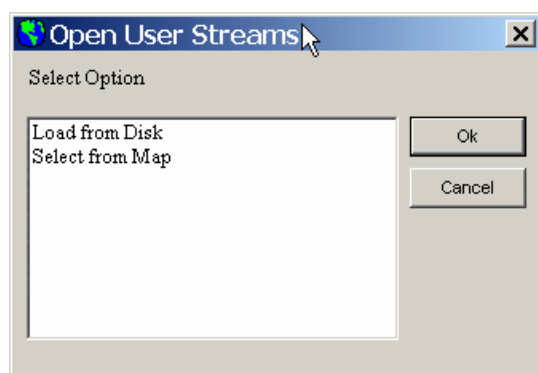 Open User Streams
Select Option
Load from Disk
Select from Map
Ok
Cancel